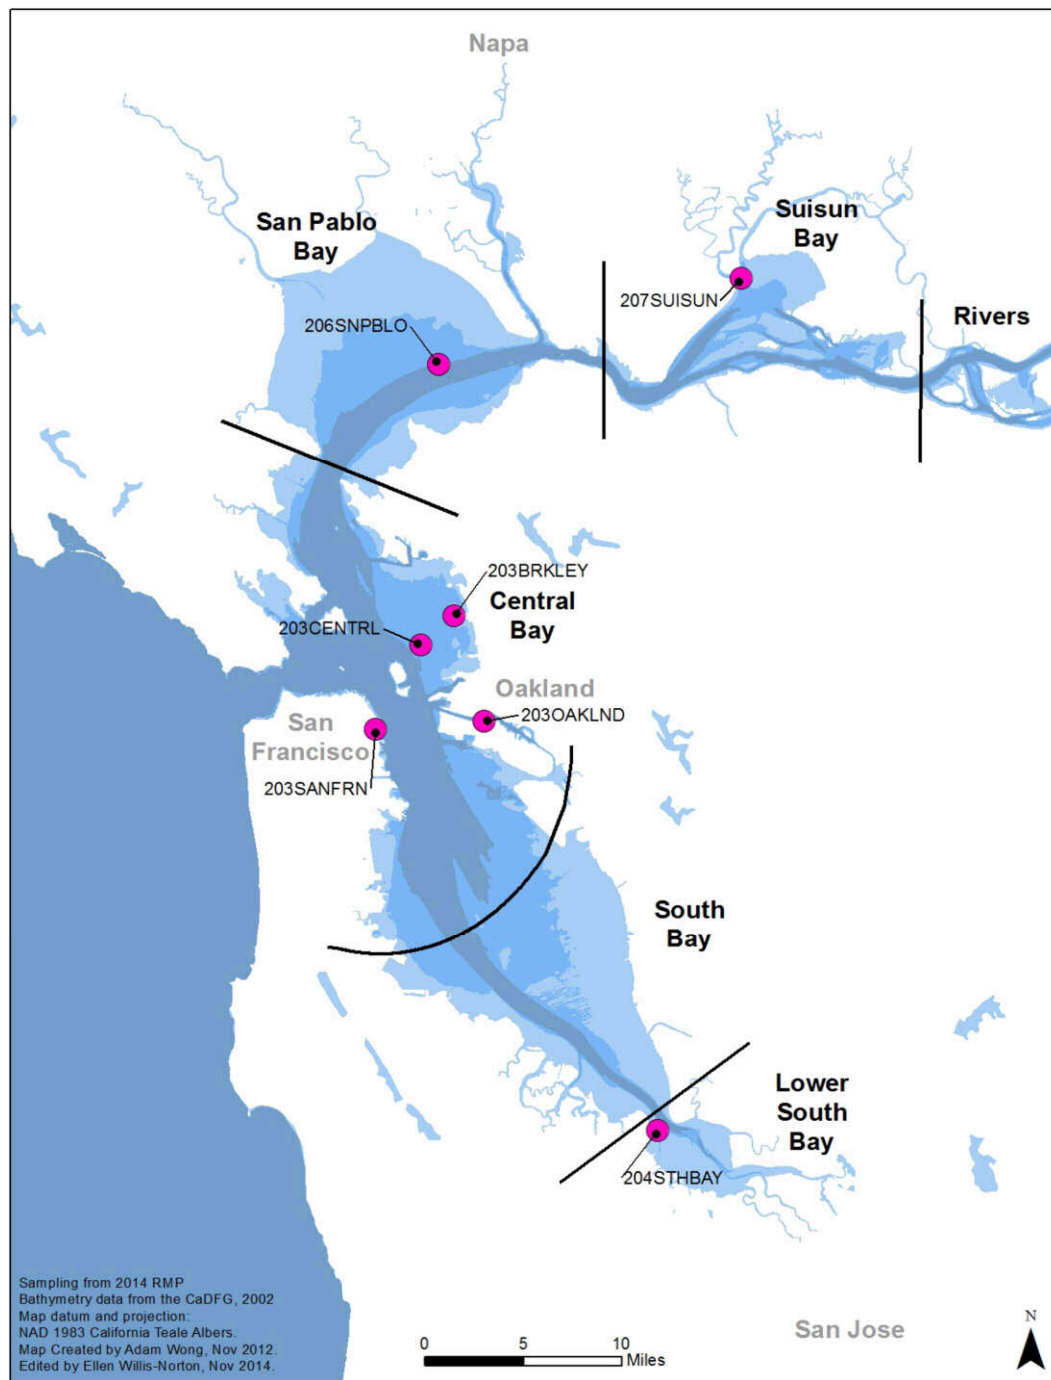 Napa
San Pablo
Bay
Suisun
Bay
207SUISUN
Rivers
206SNPBLO
203BRKLEY
Central
Bay
203CENTRL
Oakland
203OAKLND
San
Francisco
203SANFRN
South
Bay
Lower
South
Bay
204STHBAY
Sampling from 2014 RMP
Bathymetry data from the CaDFG, 2002
Map datum and projection:
NAD 1983 California Teale Albers.
Map Created by Adam Wong, Nov 2012.
Edited by Ellen Willis-Norton, Nov 2014.
San Jose
N
0 5 10
Miles